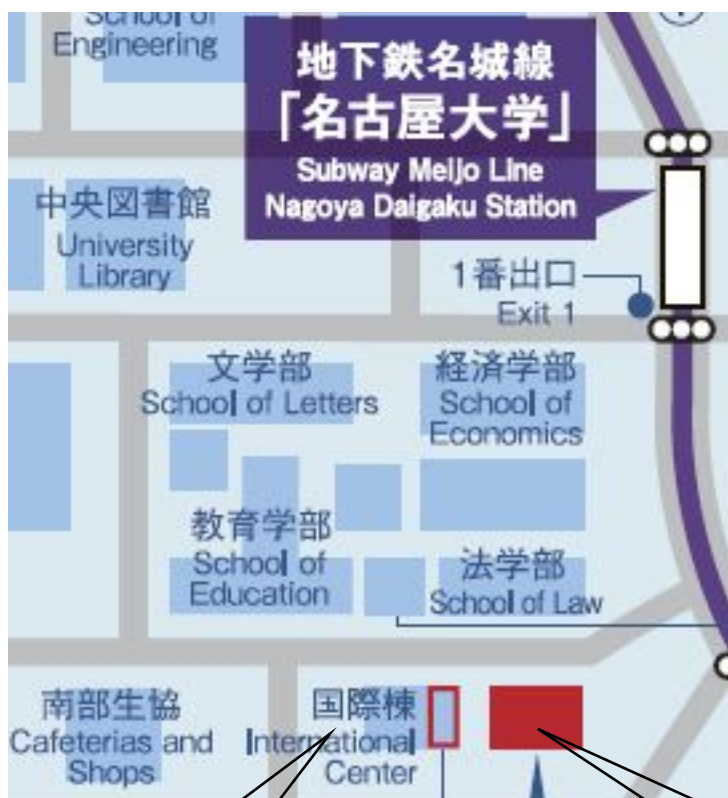 School of
Engineering
地下鉄名城線
「名古屋大学」
Subway Meijo Line
Nagoya Daigaku Station
中央図書館
University
Library
1番出口
Exit 1
文学部
School of Letters
経済学部
School of
Economics
教育学部
School of
Education
法学部
School of Law
南部生協
Cafeterias and
Shops
国際棟
International
Center